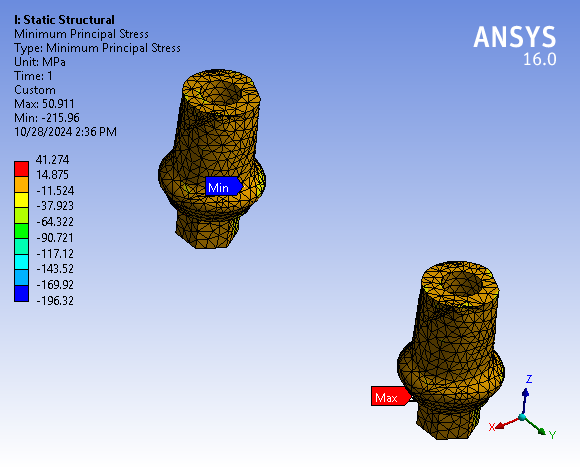 I: Static Structural
Minimum Principal Stress
Type: Minimum Principal Stress
Unit: MPa
Time: 1
Custom
Max: 50.911
Min: -215.96
10/28/2024 2:36 PM
ANSYS
16.0
41.274
14.875
-11.524
-37.923
-64.322
-90.721
-117.12
-143.52
-169.92
-196.32
Min
Max
Z
X
Y